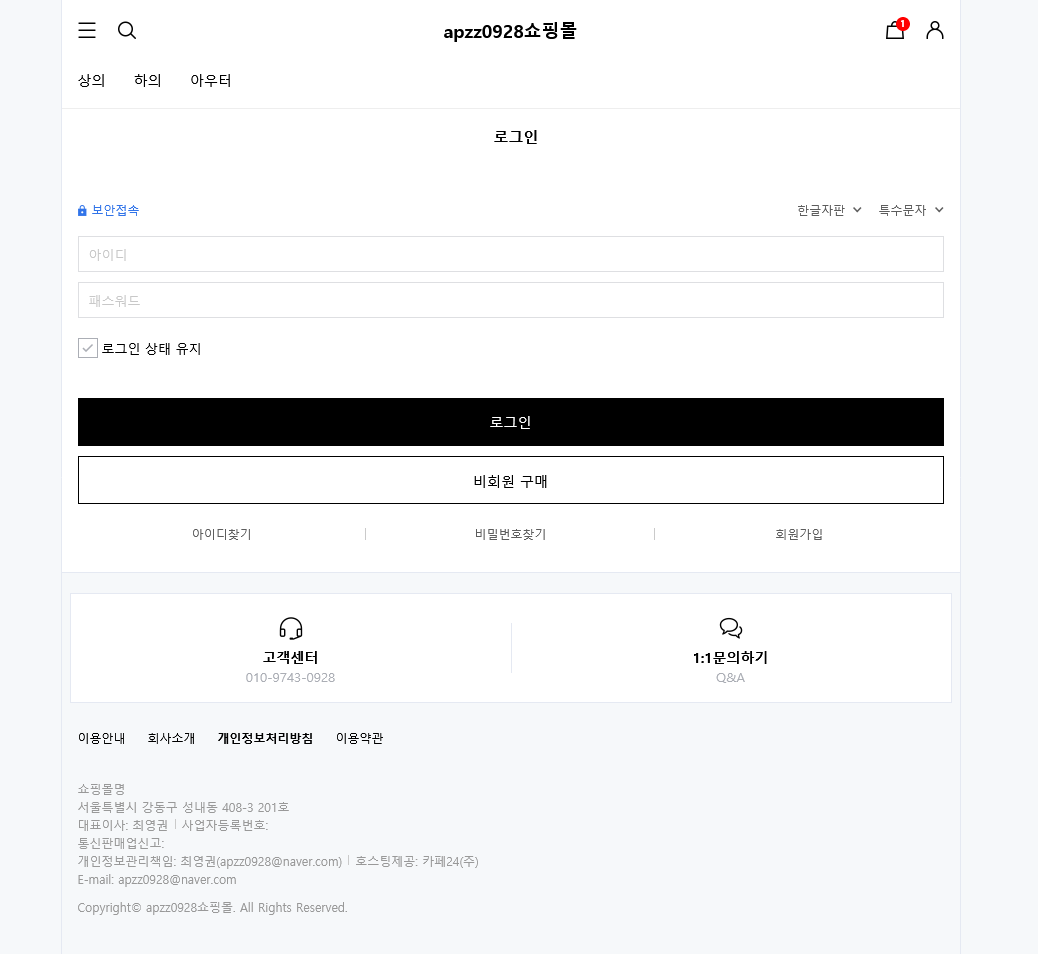 apzz0928쇼핑몰
1
상의 하의 아우터
로그인
보안접속 한글자판 특수문자
아이디
패스워드
로그인 상태 유지
로그인
비회원 구매
아이디찾기 비밀번호찾기 회원가입
고객센터
010-9743-0928
1:1문의하기
Q&A
이용안내 회사소개 개인정보처리방침 이용약관
쇼핑몰명
서울특별시 강동구 성내동 408-3 201호
대표이사: 최영권 사업자등록번호:
통신판매업신고:
개인정보관리책임: 최영권(apzz0928@naver.com) 호스팅제공: 카페24(주)
E-mail: apzz0928@naver.com
Copyright© apzz0928쇼핑몰. All Rights Reserved.